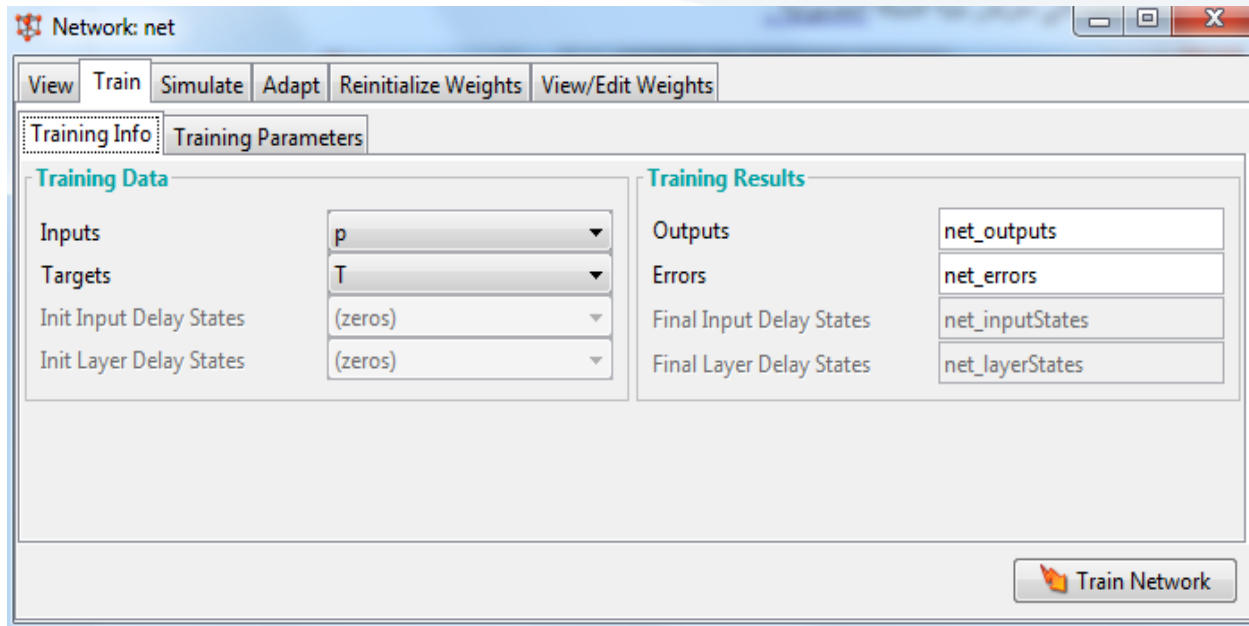 Network: net
View Train Simulate Adapt Reinitialize Weights View/Edit Weights
Training Info Training Parameters
Training Data
Inputs p
Targets T
Init Input Delay States (zeros)
Init Layer Delay States (zeros)
Training Results
Outputs net_outputs
Errors net_errors
Final Input Delay States net_inputStates
Final Layer Delay States net_layerStates
Train Network